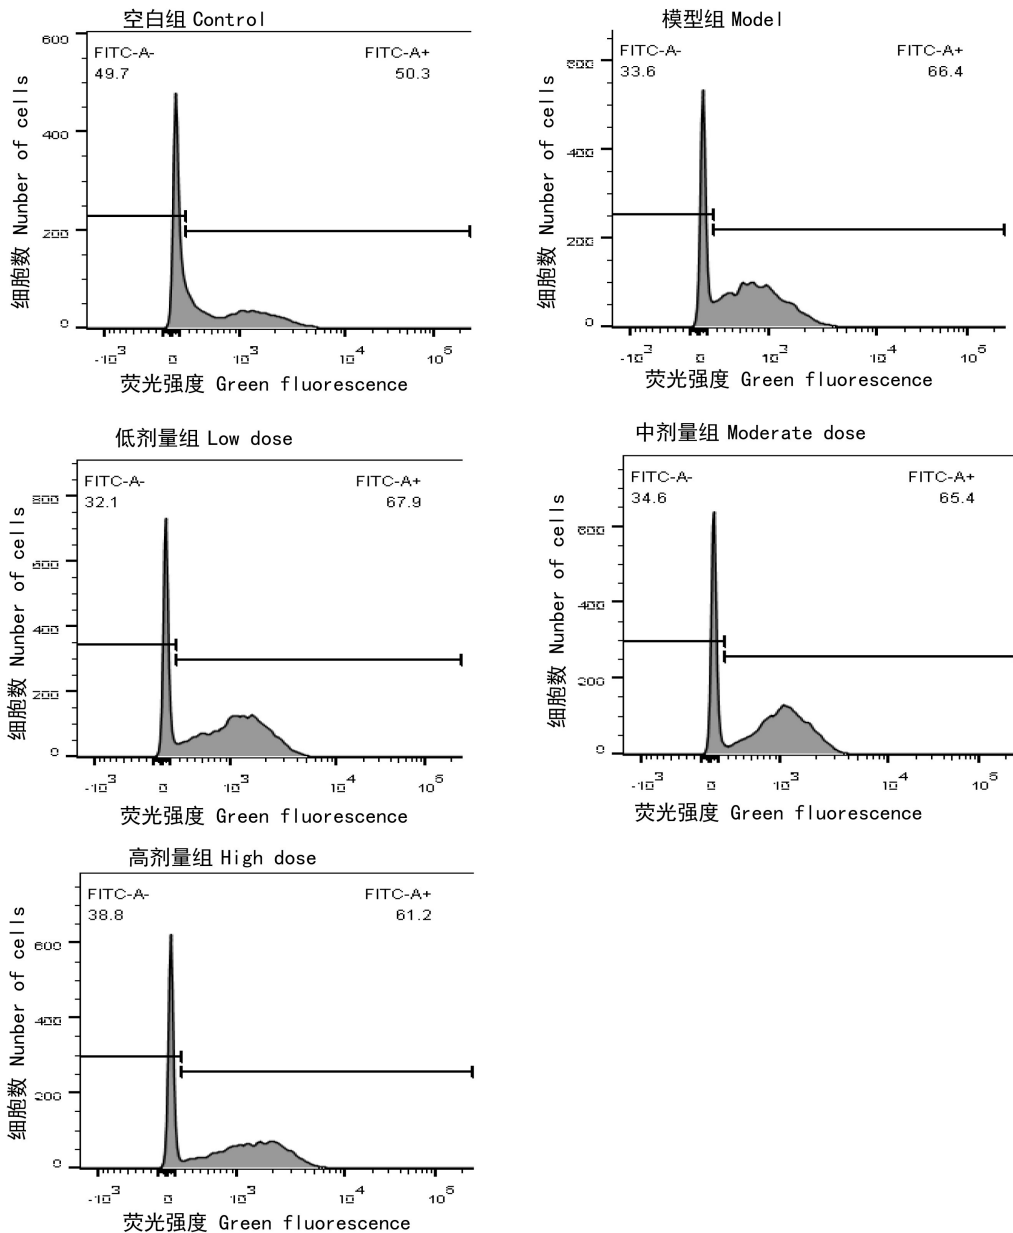 空白组 Control
600
FITC-A-
49.7
FITC-A+
50.3
400
200
0
细胞数 Nunber of cells
-10³ 0 10³ 10⁴ 10⁵
荧光强度 Green fluorescence
模型组 Model
600
FITC-A-
33.6
FITC-A+
66.4
400
200
0
细胞数 Nunber of cells
-10³ 0 10³ 10⁴ 10⁵
荧光强度 Green fluorescence
低剂量组 Low dose
FITC-A-
32.1
FITC-A+
67.9
800
600
400
200
0
细胞数 Nunber of cells
-10³ 0 10³ 10⁴ 10⁵
荧光强度 Green fluorescence
中剂量组 Moderate dose
FITC-A-
34.6
FITC-A+
65.4
600
400
200
0
细胞数 Nunber of cells
-10³ 0 10³ 10⁴ 10⁵
荧光强度 Green fluorescence
高剂量组 High dose
FITC-A-
38.8
FITC-A+
61.2
600
400
200
0
细胞数 Nunber of cells
-10³ 0 10³ 10⁴ 10⁵
荧光强度 Green fluorescence